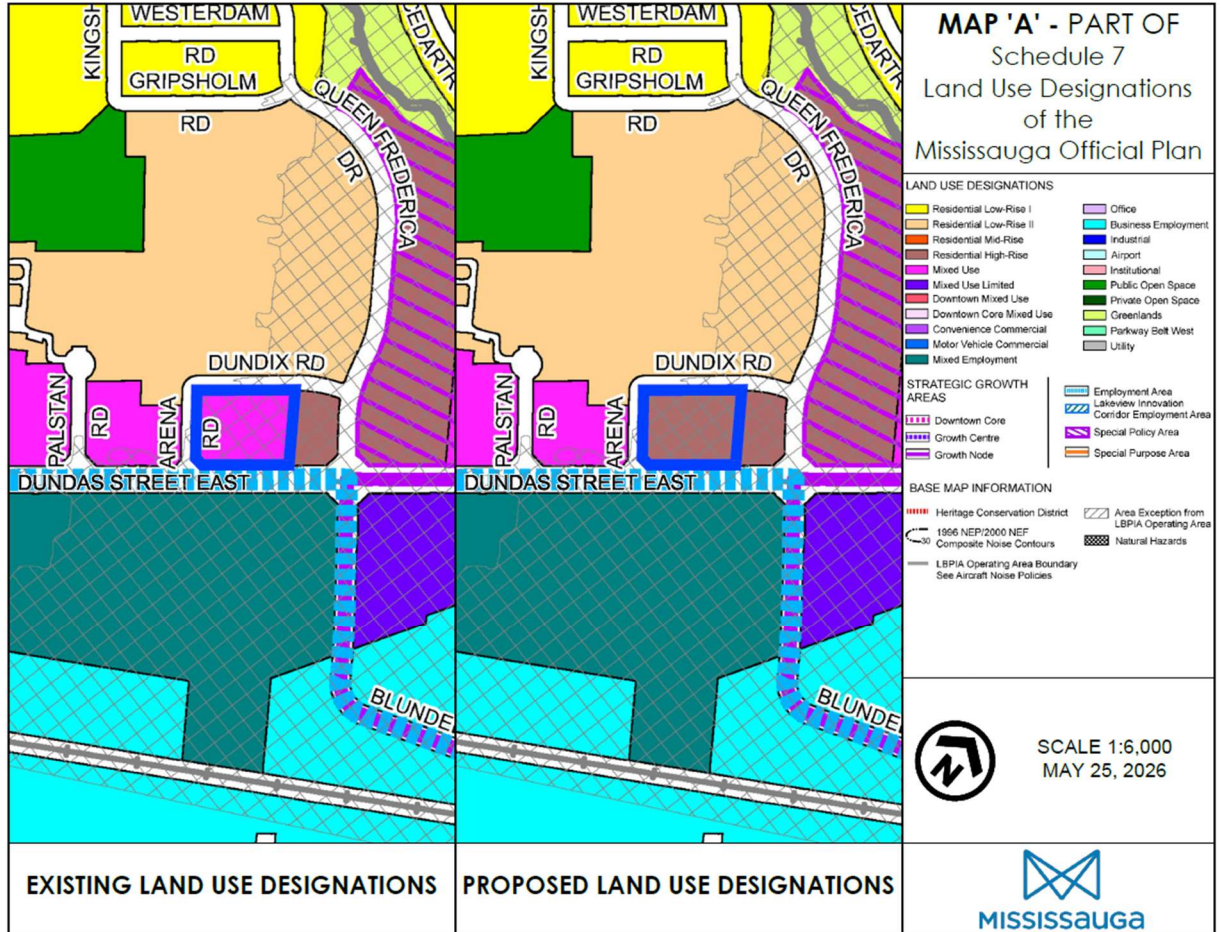 WESTERDAM
KINGSH
RD
GRIPSHOLM
RD
CEDARTR
QUEEN FREDERICA
DR
DUNDIX RD
PALSTAN
RD
ARENA
RD
DUNDAS STREET EAST
BLUNDE
EXISTING LAND USE DESIGNATIONS
WESTERDAM
KINGSH
RD
GRIPSHOLM
RD
CEDARTR
QUEEN FREDERICA
DR
DUNDIX RD
PALSTAN
RD
ARENA
DUNDAS STREET EAST
BLUNDE
PROPOSED LAND USE DESIGNATIONS
MAP 'A' - PART OF
Schedule 7
Land Use Designations
of the
Mississauga Official Plan
LAND USE DESIGNATIONS
Residential Low-Rise I
Residential Low-Rise II
Residential Mid-Rise
Residential High-Rise
Mixed Use
Mixed Use Limited
Downtown Mixed Use
Downtown Core Mixed Use
Convenience Commercial
Motor Vehicle Commercial
Mixed Employment
Office
Business Employment
Industrial
Airport
Institutional
Public Open Space
Private Open Space
Greenlands
Parkway Belt West
Utility
STRATEGIC GROWTH
AREAS
Downtown Core
Growth Centre
Growth Node
Employment Area
Lakeview Innovation
Corridor Employment Area
Special Policy Area
Special Purpose Area
BASE MAP INFORMATION
Heritage Conservation District
30
1996 NEP/2000 NEF
Composite Noise Contours
LBPIA Operating Area Boundary
See Aircraft Noise Policies
Area Exception from
LBPIA Operating Area
Natural Hazards
N
SCALE 1:6,000
MAY 25, 2026
MISSISSAUGA